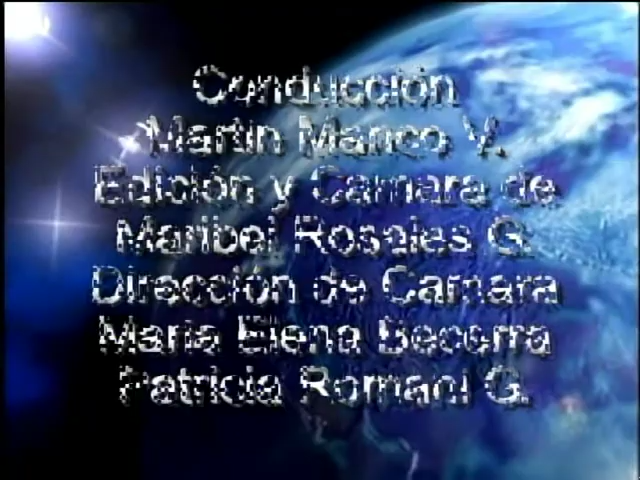 Conducción
Martin Manco V.
Edición y Camara de
Maribel Rosales G.
Dirección de Camara
Maria Elena Becerra
Patricia Romani G.